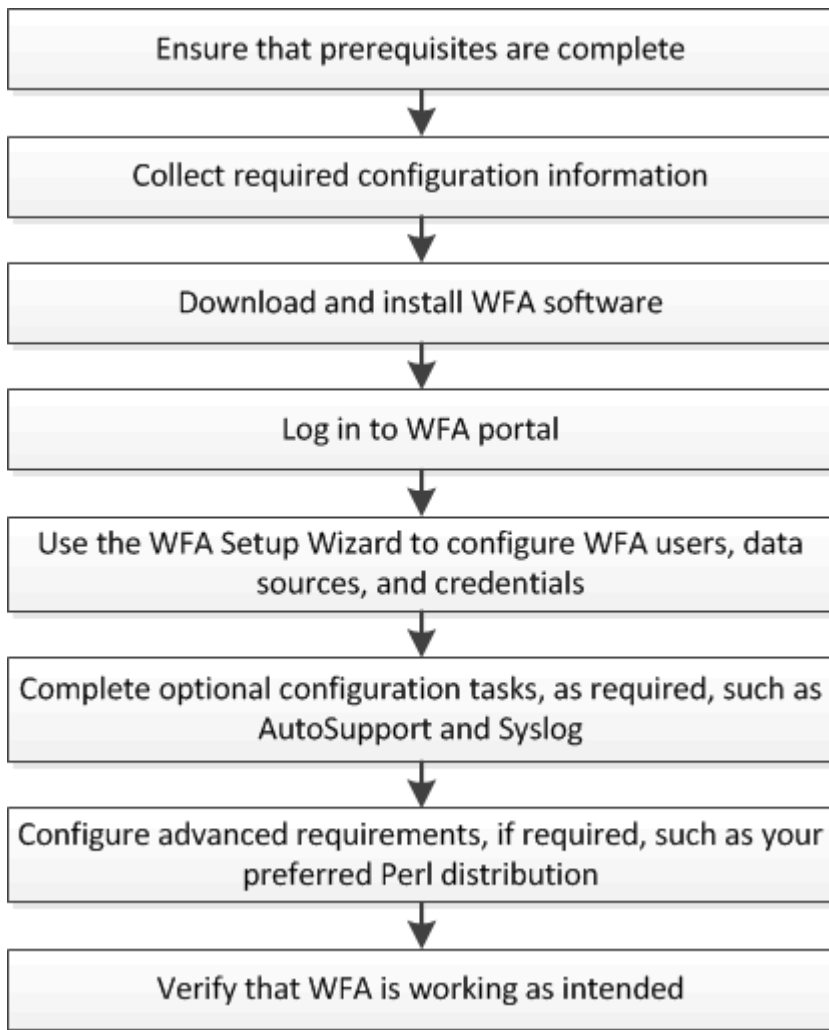 Ensure that prerequisites are complete
Collect required configuration information
Download and install WFA software
Log in to WFA portal
Use the WFA Setup Wizard to configure WFA users, data
sources, and credentials
Complete optional configuration tasks, as required, such as
AutoSupport and Syslog
Configure advanced requirements, if required, such as your
preferred Perl distribution
Verify that WFA is working as intended